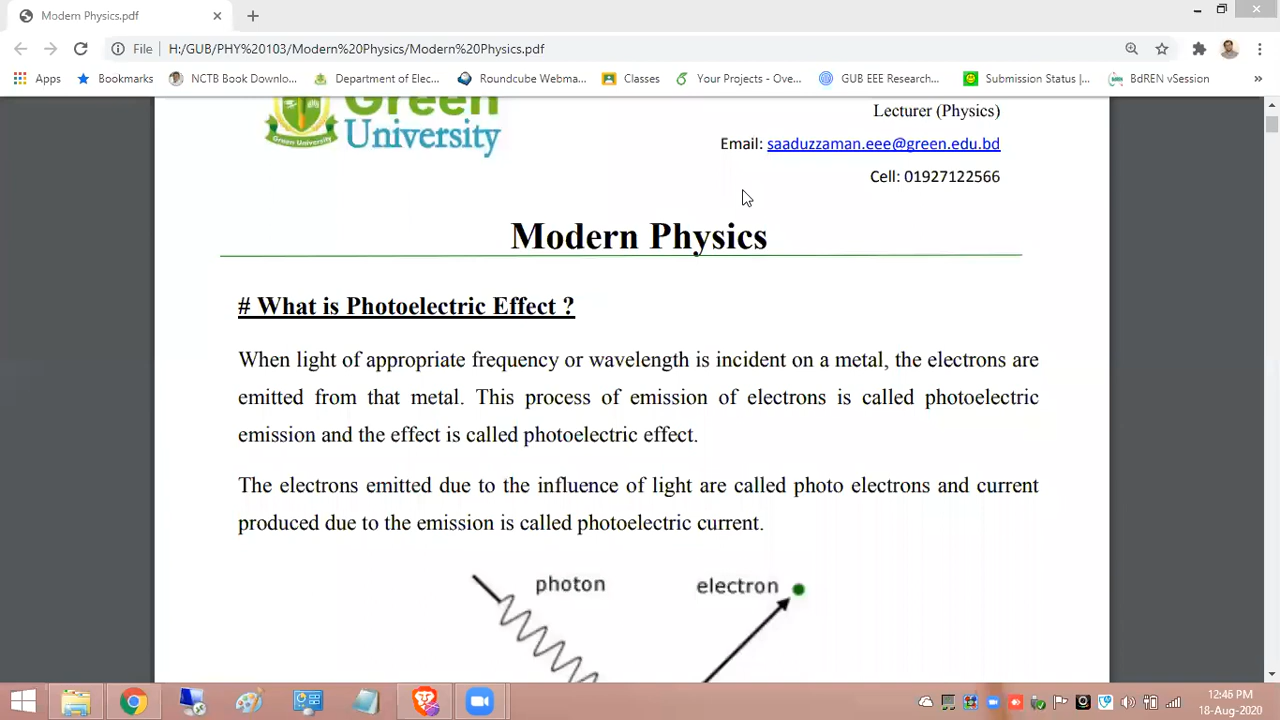 Modern Physics.pdf
File
H:/GUB/PHY%20103/Modern%20Physics/Modern%20Physics.pdf
Apps
Bookmarks
NCTB Book Downlo...
Department of Elec...
Roundcube Webma...
Classes
Your Projects - Ove...
GUB EEE Research...
Submission Status |...
BdREN vSession
»
Green
University
Green University
Lecturer (Physics)
Email: saaduzzaman.eee@green.edu.bd
Cell: 01927122566
Modern Physics
# What is Photoelectric Effect ?
When light of appropriate frequency or wavelength is incident on a metal, the electrons are
emitted from that metal. This process of emission of electrons is called photoelectric
emission and the effect is called photoelectric effect.
The electrons emitted due to the influence of light are called photo electrons and current
produced due to the emission is called photoelectric current.
photon
electron
12:46 PM
18-Aug-2020